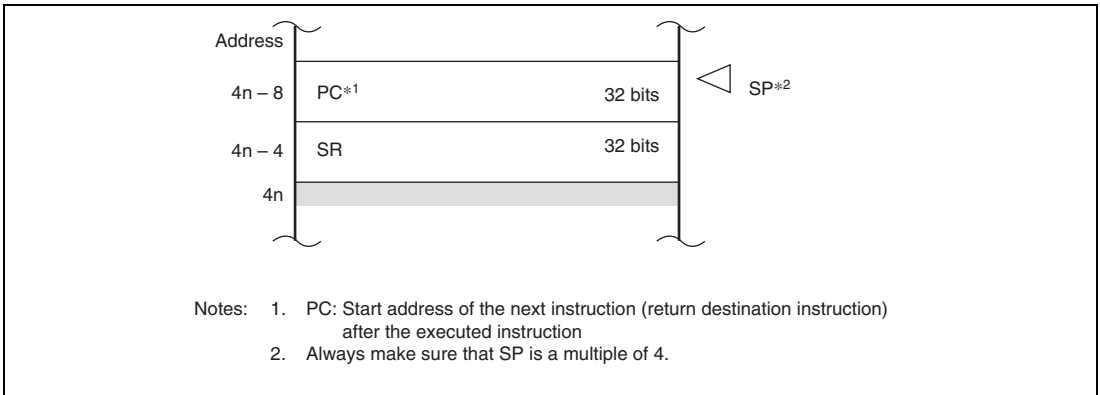 Address
4n – 8 PC*1 32 bits SP*2
4n – 4 SR 32 bits
4n
Notes: 1. PC: Start address of the next instruction (return destination instruction)
after the executed instruction
2. Always make sure that SP is a multiple of 4.